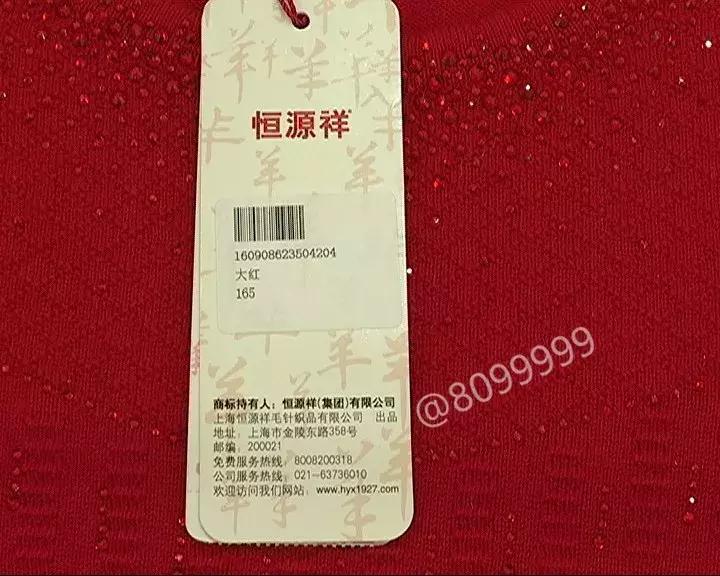 恒源祥
160908623504204
大红
165
商标持有人：恒源祥(集团)有限公司
上海恒源祥毛针织品有限公司 出品
地址：上海市金陵东路358号
邮编：200021
免费服务热线：8008200318
公司服务热线：021-63736010
欢迎访问我们网站：www.hyx1927.com
@8099999